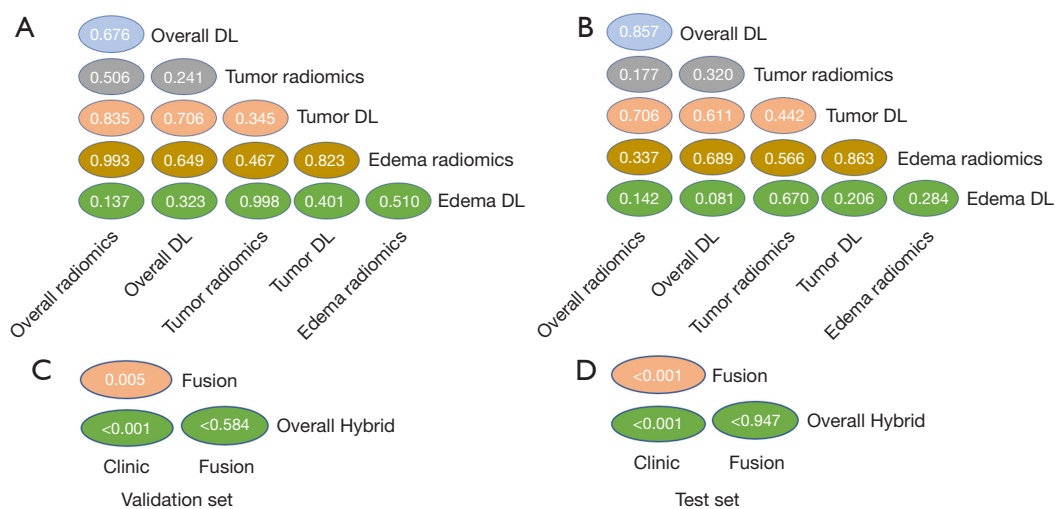 A
0.676 Overall DL
0.506 0.241 Tumor radiomics
0.835 0.706 0.345 Tumor DL
0.993 0.649 0.467 0.823 Edema radiomics
0.137 0.323 0.998 0.401 0.510 Edema DL
Overall radiomics
Overall DL
Tumor radiomics
Tumor DL
Edema radiomics
B
0.857 Overall DL
0.177 0.320 Tumor radiomics
0.706 0.611 0.442 Tumor DL
0.337 0.689 0.566 0.863 Edema radiomics
0.142 0.081 0.670 0.206 0.284 Edema DL
Overall radiomics
Overall DL
Tumor radiomics
Tumor DL
Edema radiomics
C
0.005 Fusion
<0.001 <0.584 Overall Hybrid
Clinic Fusion
Validation set
D
<0.001 Fusion
<0.001 <0.947 Overall Hybrid
Clinic Fusion
Test set